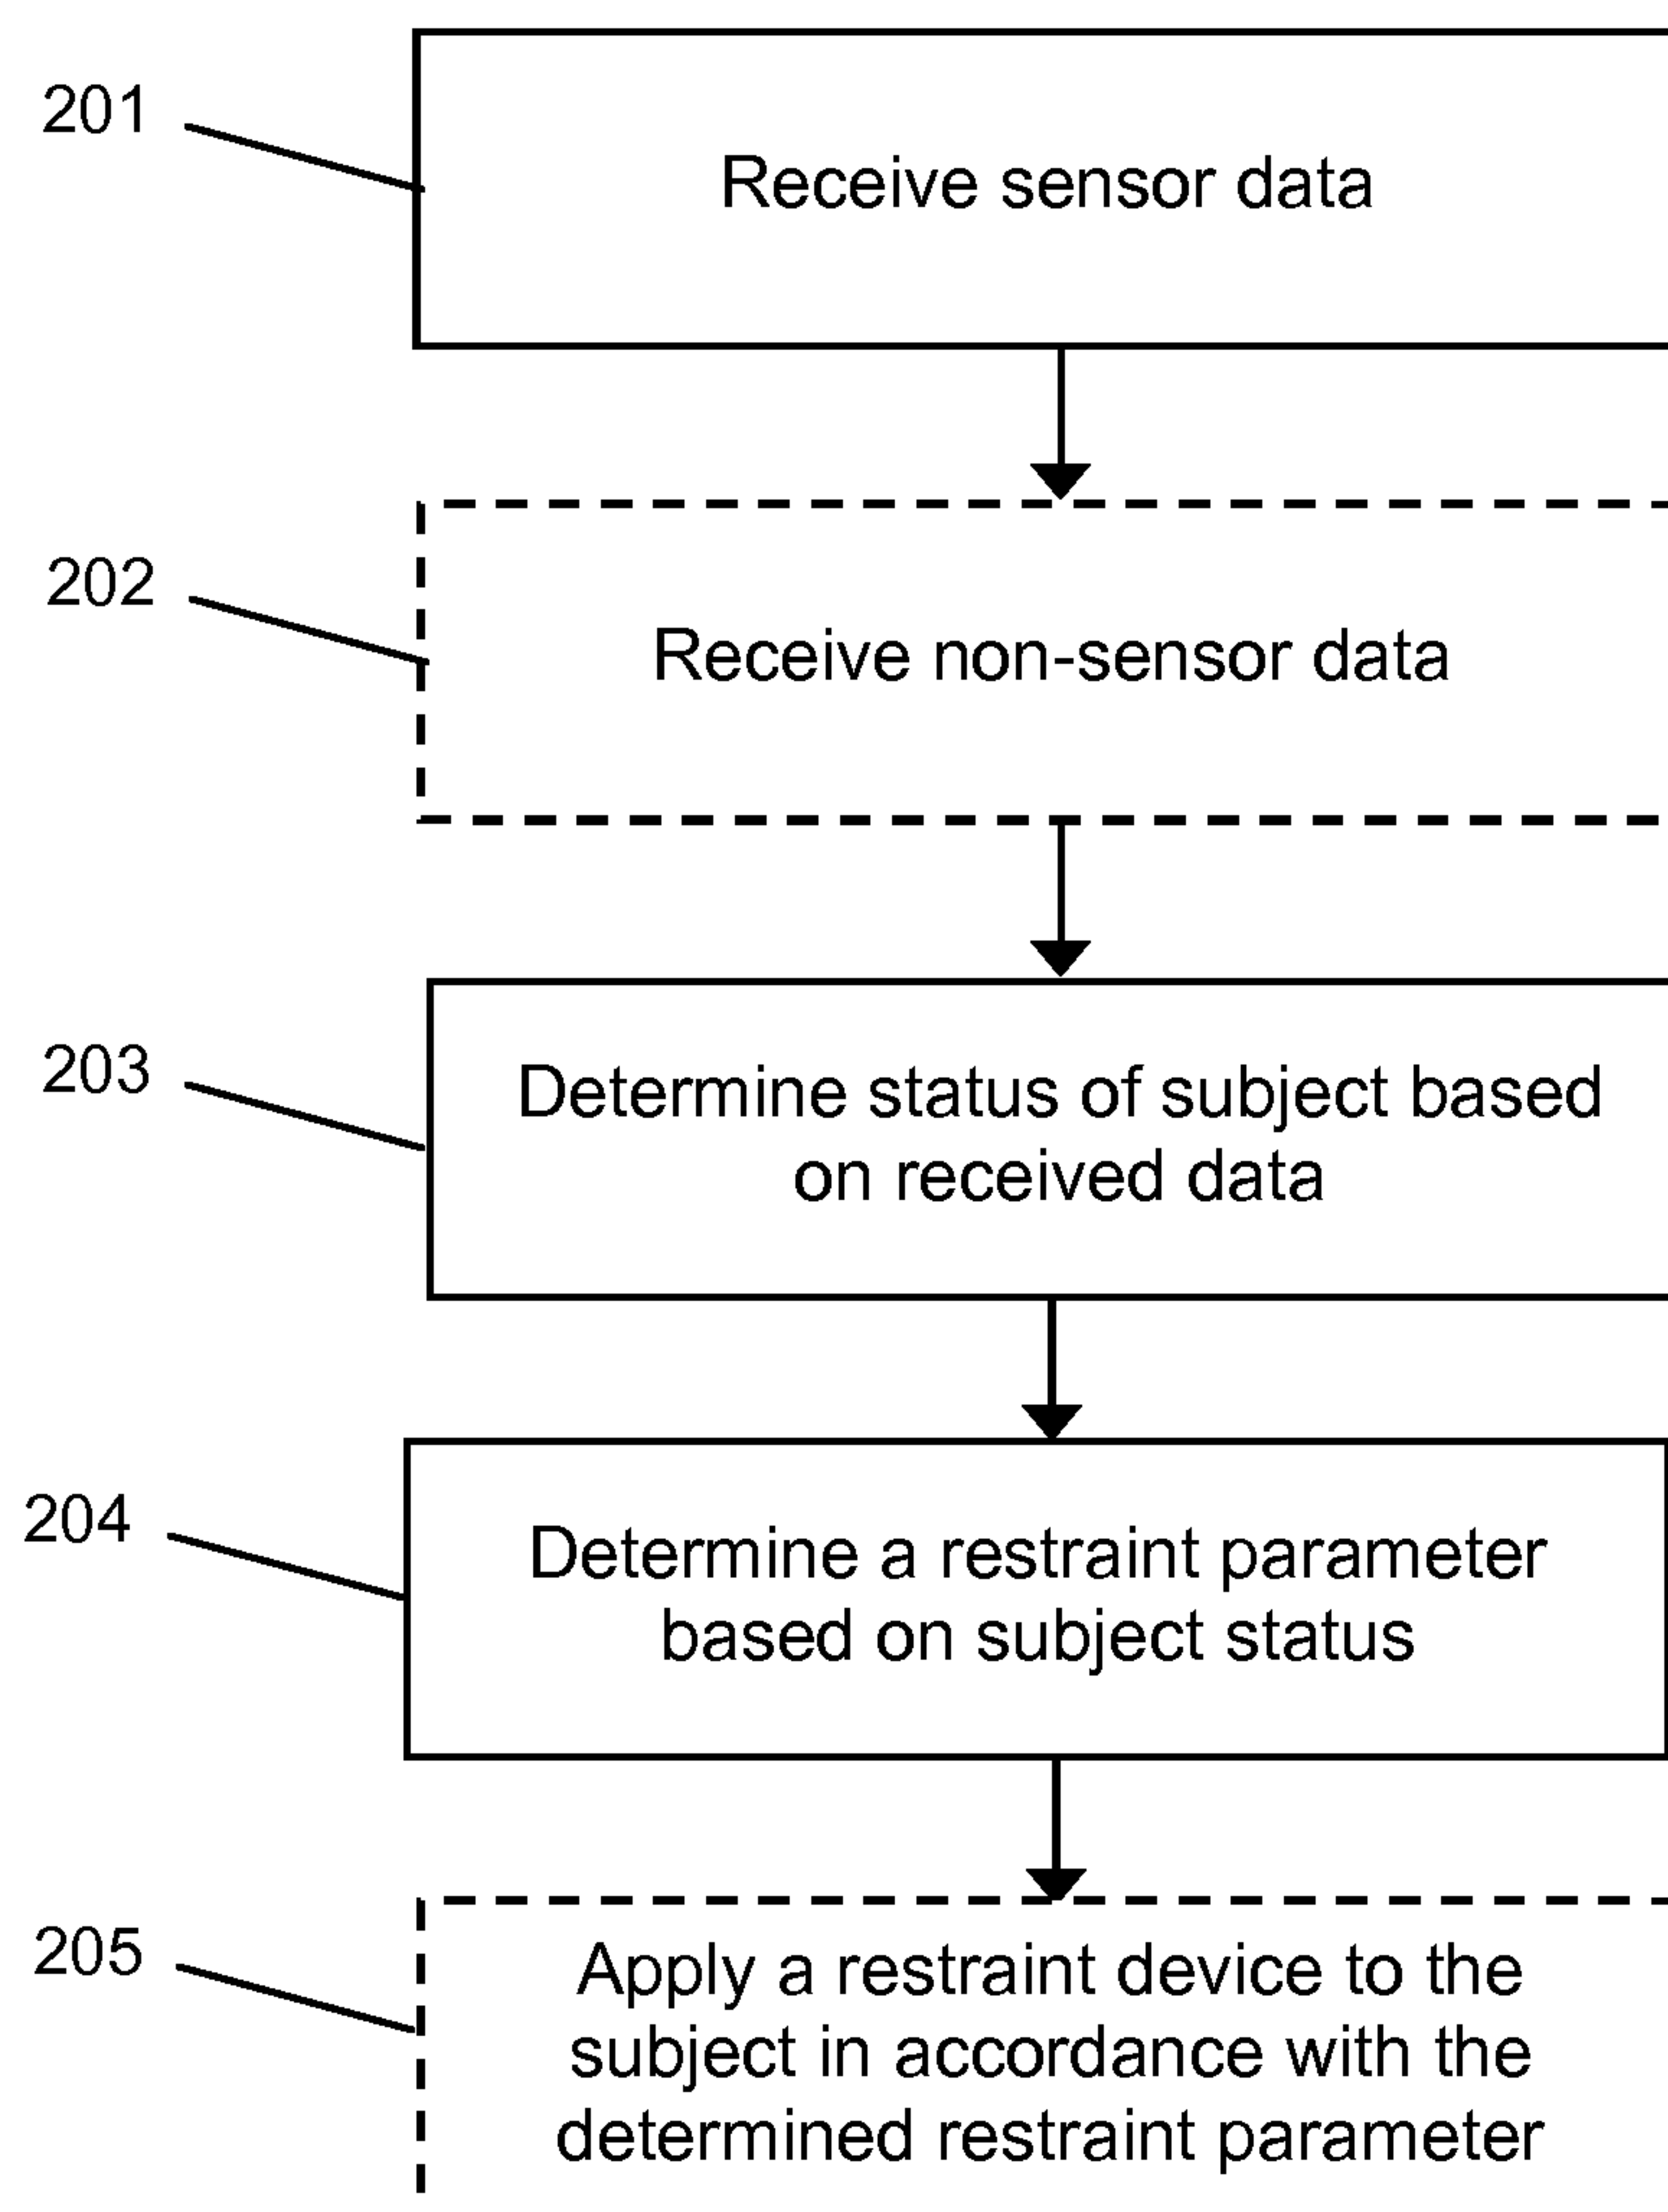 201
Receive sensor data
202
Receive non-sensor data
203
Determine status of subject based
on received data
204
Determine a restraint parameter
based on subject status
205
Apply a restraint device to the
subject in accordance with the
determined restraint parameter